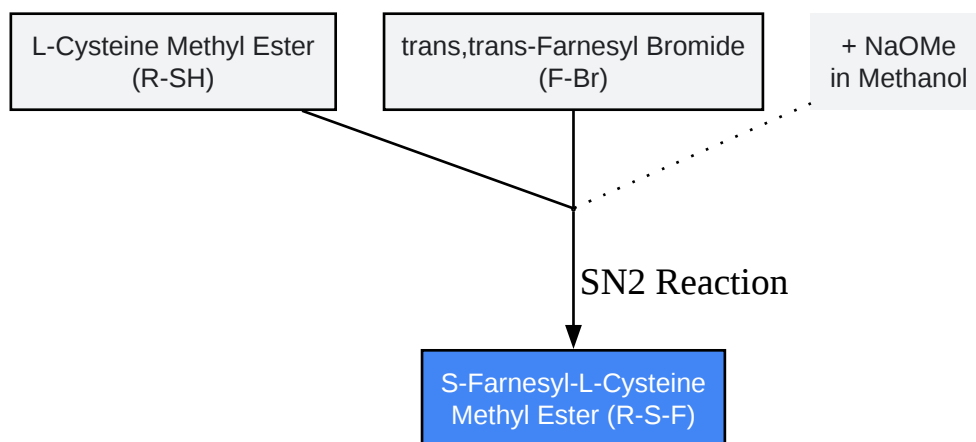 L-Cysteine Methyl Ester
(R-SH)
trans,trans-Farnesyl Bromide
(F-Br)
+ NaOMe
in Methanol
SN2 Reaction
S-Farnesyl-L-Cysteine
Methyl Ester (R-S-F)